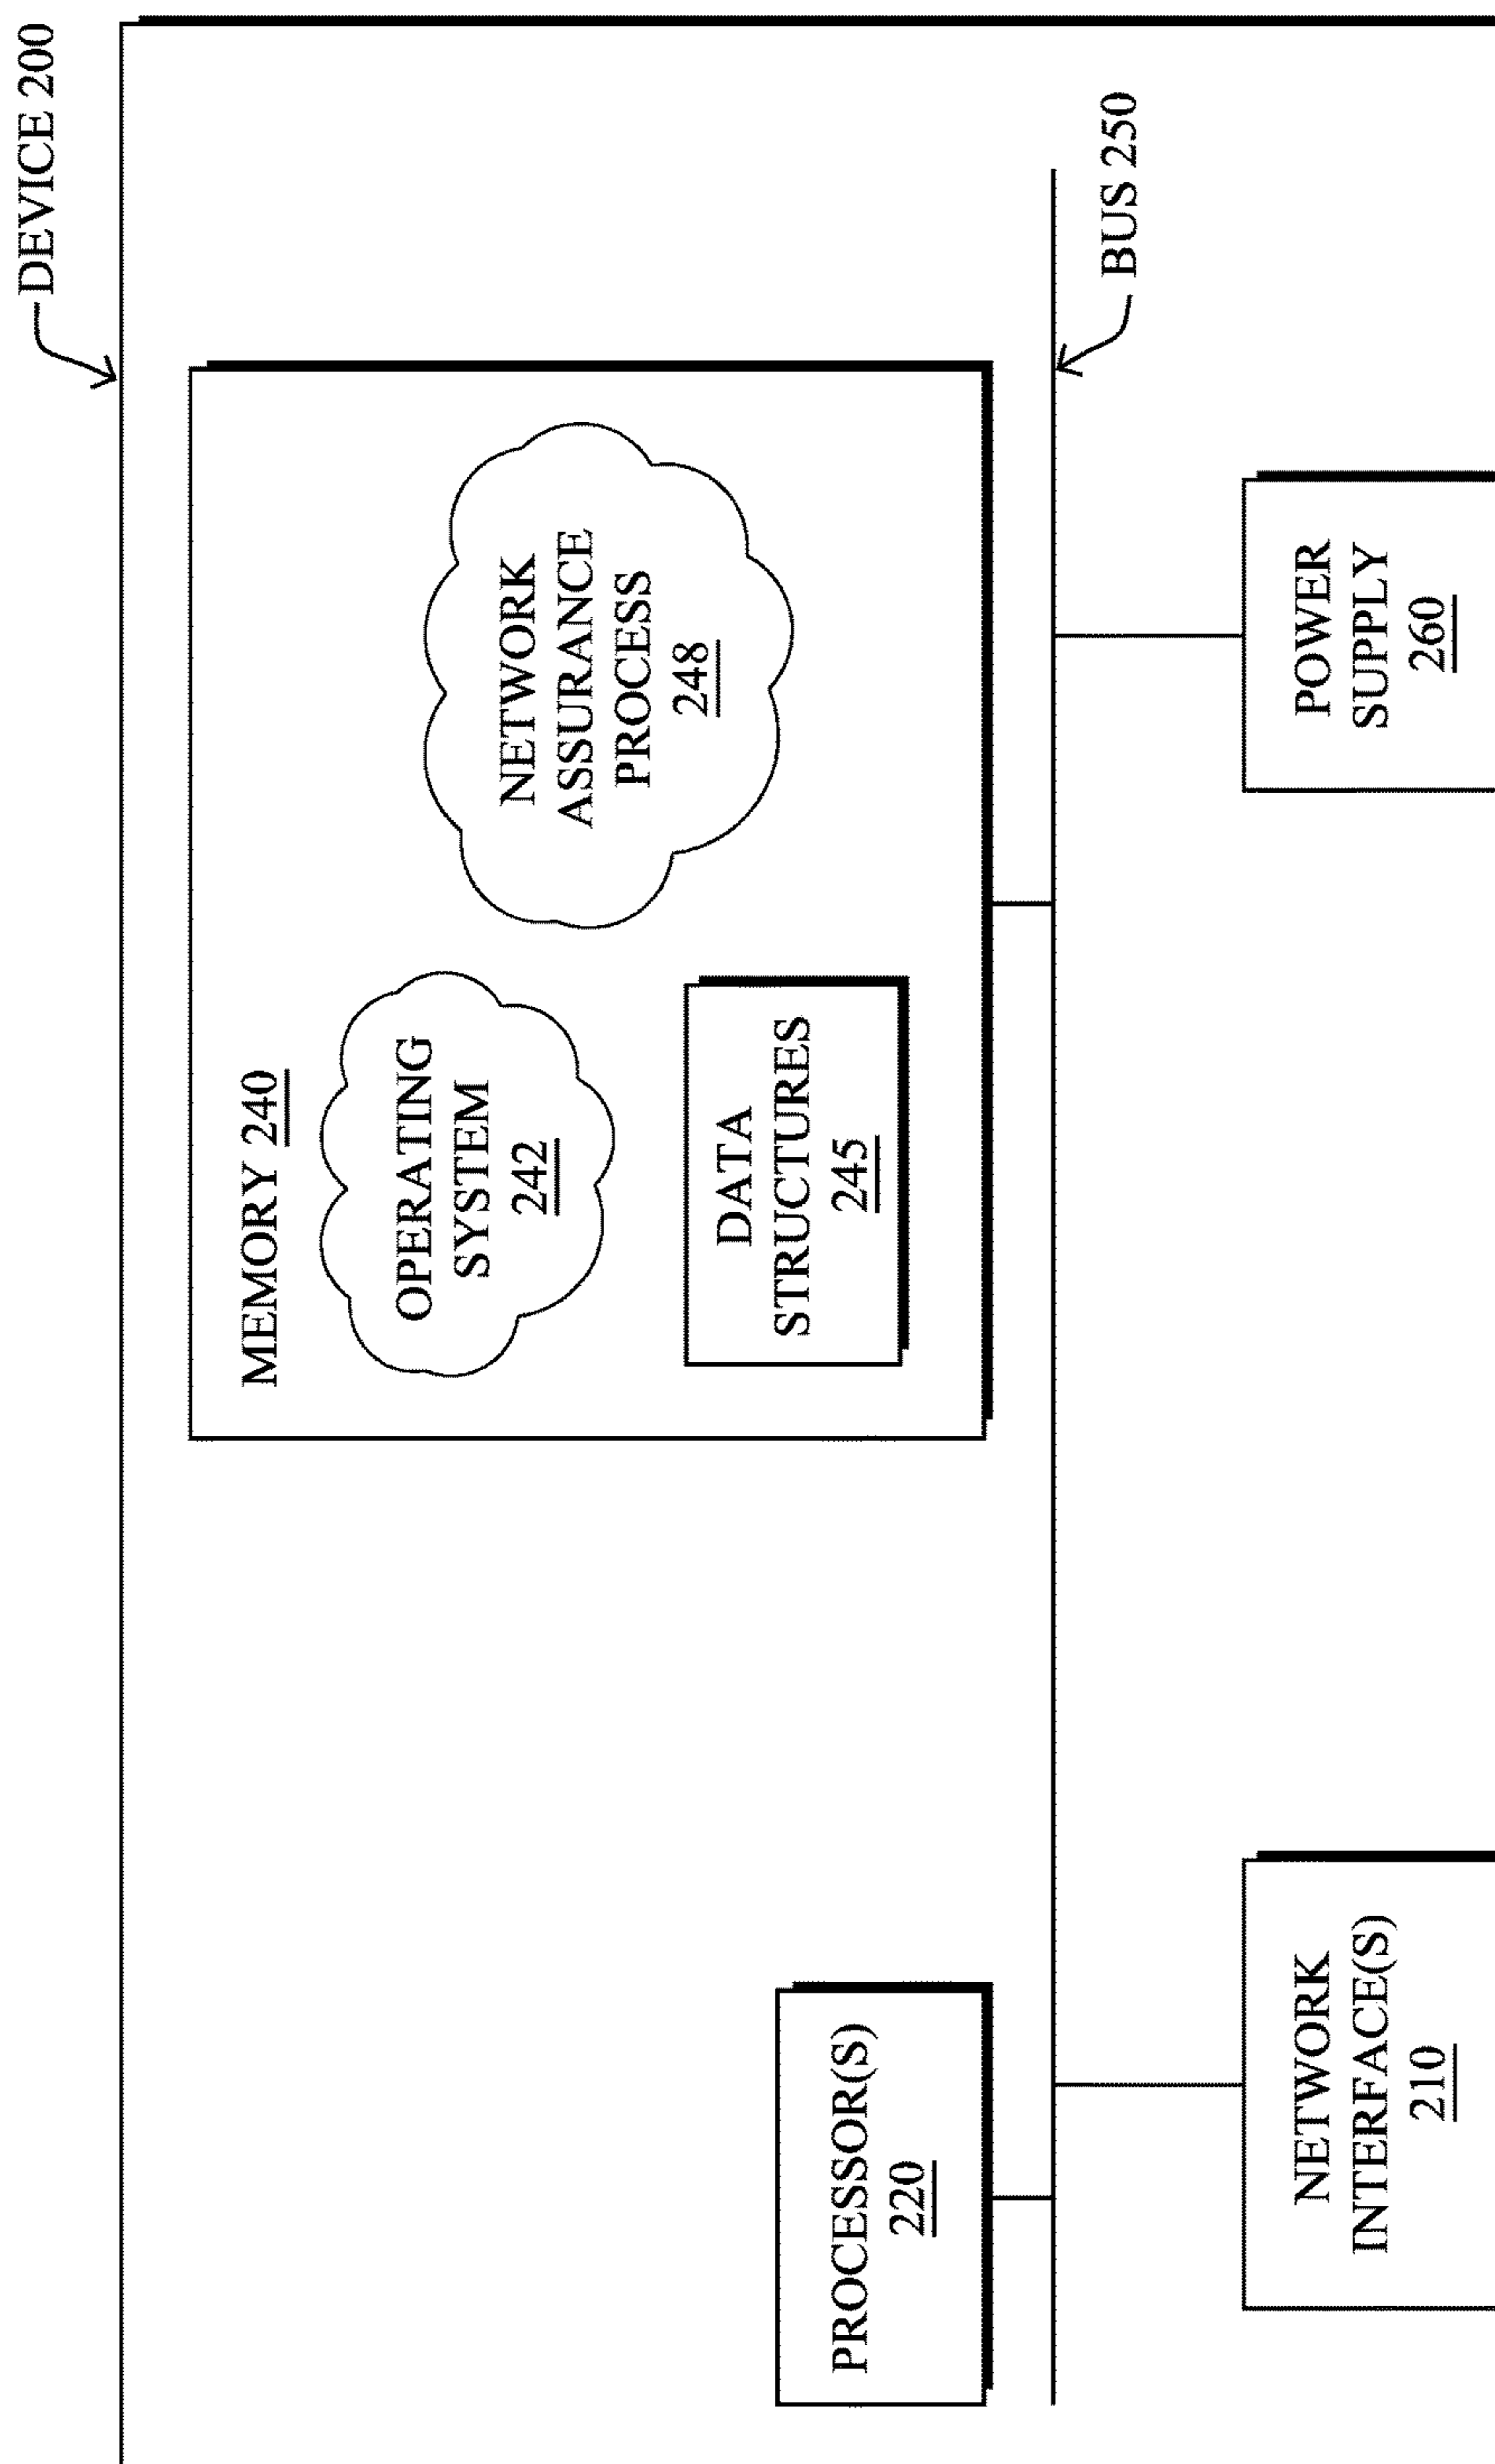 DEVICE 200
MEMORY 240
OPERATING
SYSTEM
242
NETWORK
ASSURANCE
PROCESS
248
DATA
STRUCTURES
245
PROCESSOR(S)
220
BUS 250
NETWORK
INTERFACE(S)
210
POWER
SUPPLY
260